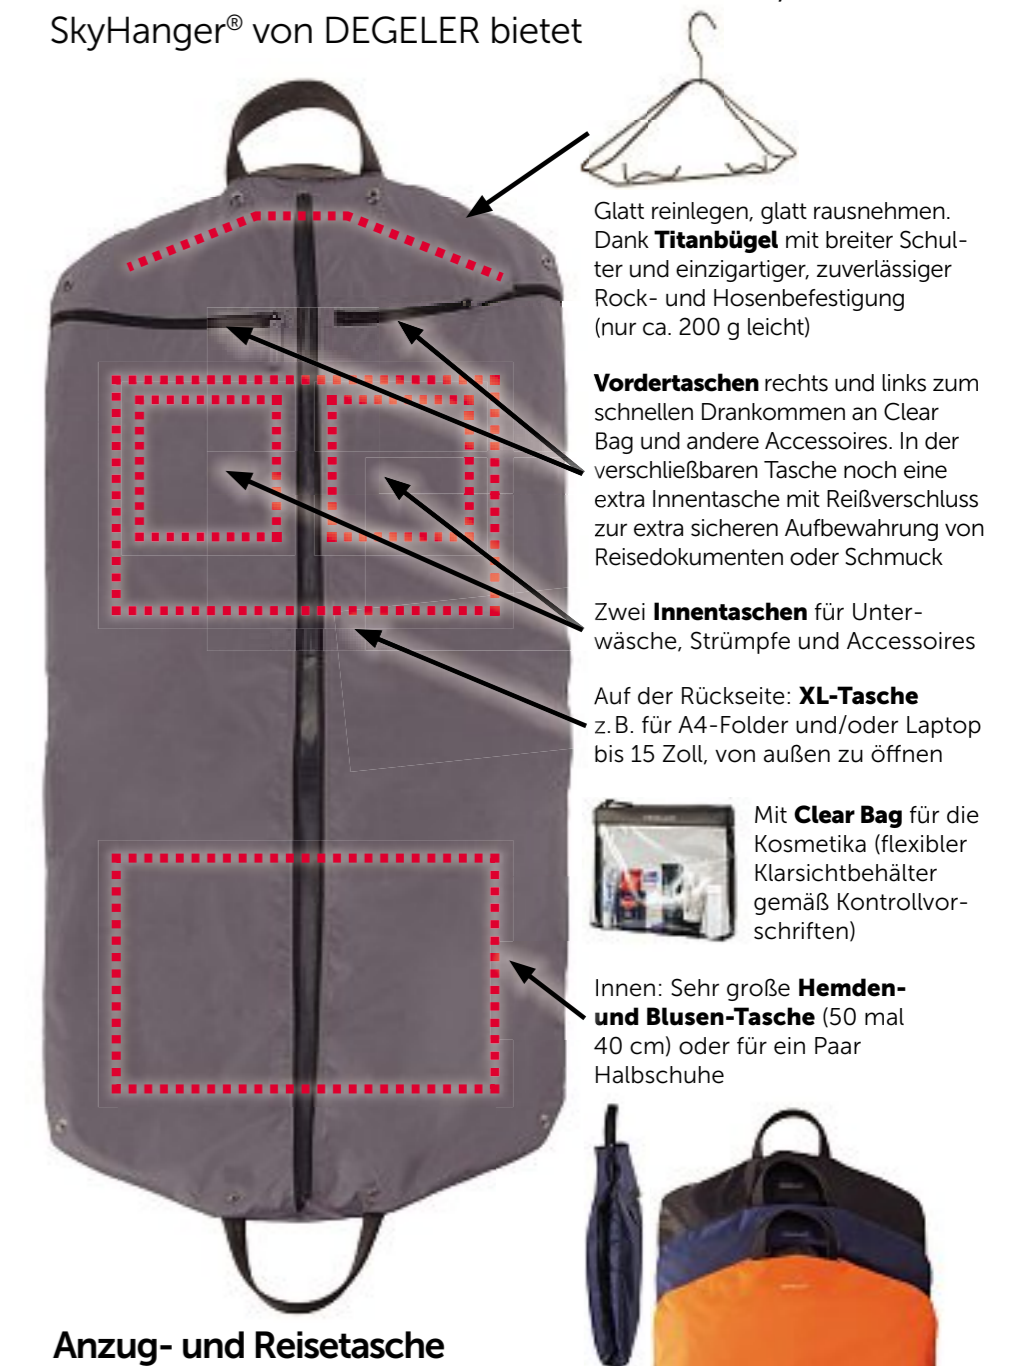 SkyHanger® von DEGELER bietet
Glatt reinlegen, glatt rausnehmen.
Dank Titanbügel mit breiter Schul-
ter und einzigartiger, zuverlässiger
Rock- und Hosenbefestigung
(nur ca. 200 g leicht)
Vordertaschen rechts und links zum
schnellen Drankommen an Clear
Bag und andere Accessoires. In der
verschließbaren Tasche noch eine
extra Innentasche mit Reißverschluss
zur extra sicheren Aufbewahrung von
Reisedokumenten oder Schmuck
Zwei Innentaschen für Unter-
wäsche, Strümpfe und Accessoires
Auf der Rückseite: XL-Tasche
z.B. für A4-Folder und/oder Laptop
bis 15 Zoll, von außen zu öffnen
Mit Clear Bag für die
Kosmetika (flexibler
Klarsichtbehälter
gemäß Kontrollvor-
schriften)
Innen: Sehr große Hemden-
und Blusen-Tasche (50 mal
40 cm) oder für ein Paar
Halbschuhe
Anzug- und Reisetasche